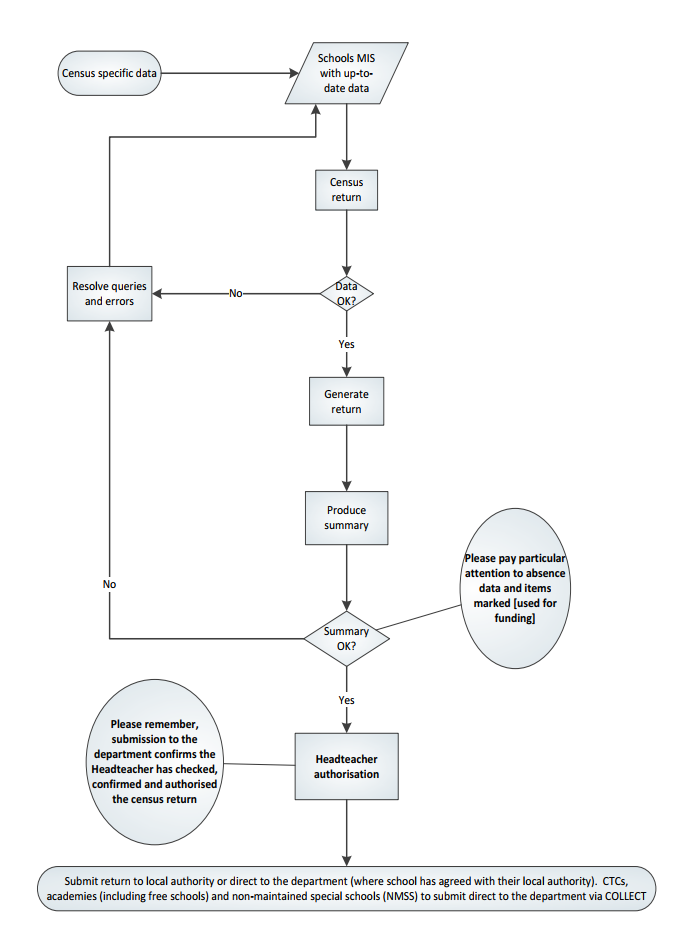 Census specific data
Schools MIS
with up-to-
date data
Census
return
Data
OK?
No
Resolve queries
and errors
Yes
Generate
return
Produce
summary
Please pay particular
attention to absence
data and items
marked [used for
funding]
No
Summary
OK?
Yes
Please remember,
submission to the
department confirms the
Headteacher has checked,
confirmed and authorised
the census return
Headteacher
authorisation
Submit return to local authority or direct to the department (where school has agreed with their local authority).  CTCs,
academies (including free schools) and non-maintained special schools (NMSS) to submit direct to the department via COLLECT